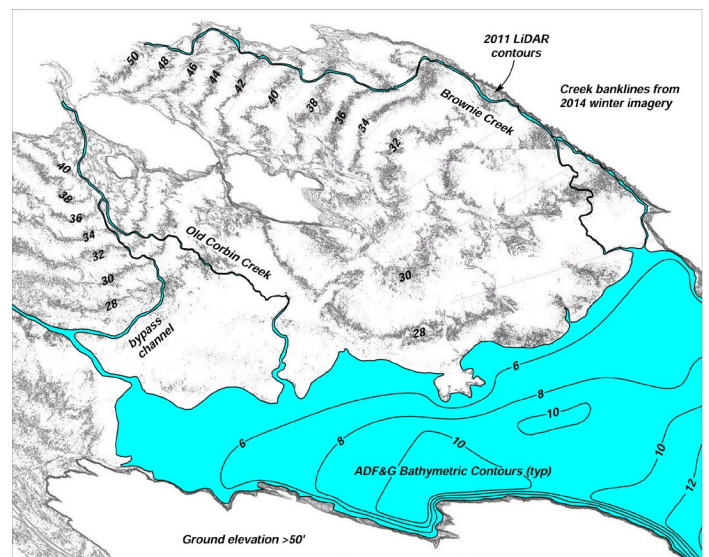 2011 LiDAR
contours
Creek banklines from
2014 winter imagery
50
48
46
44
42
40
38
36
34
32
Brownie Creek
40
38
36
34
32
30
28
Old Corbin Creek
bypass
channel
30
28
6
8
10
6
8
10
10
12
ADF&G Bathymetric Contours (typ)
Ground elevation >50'